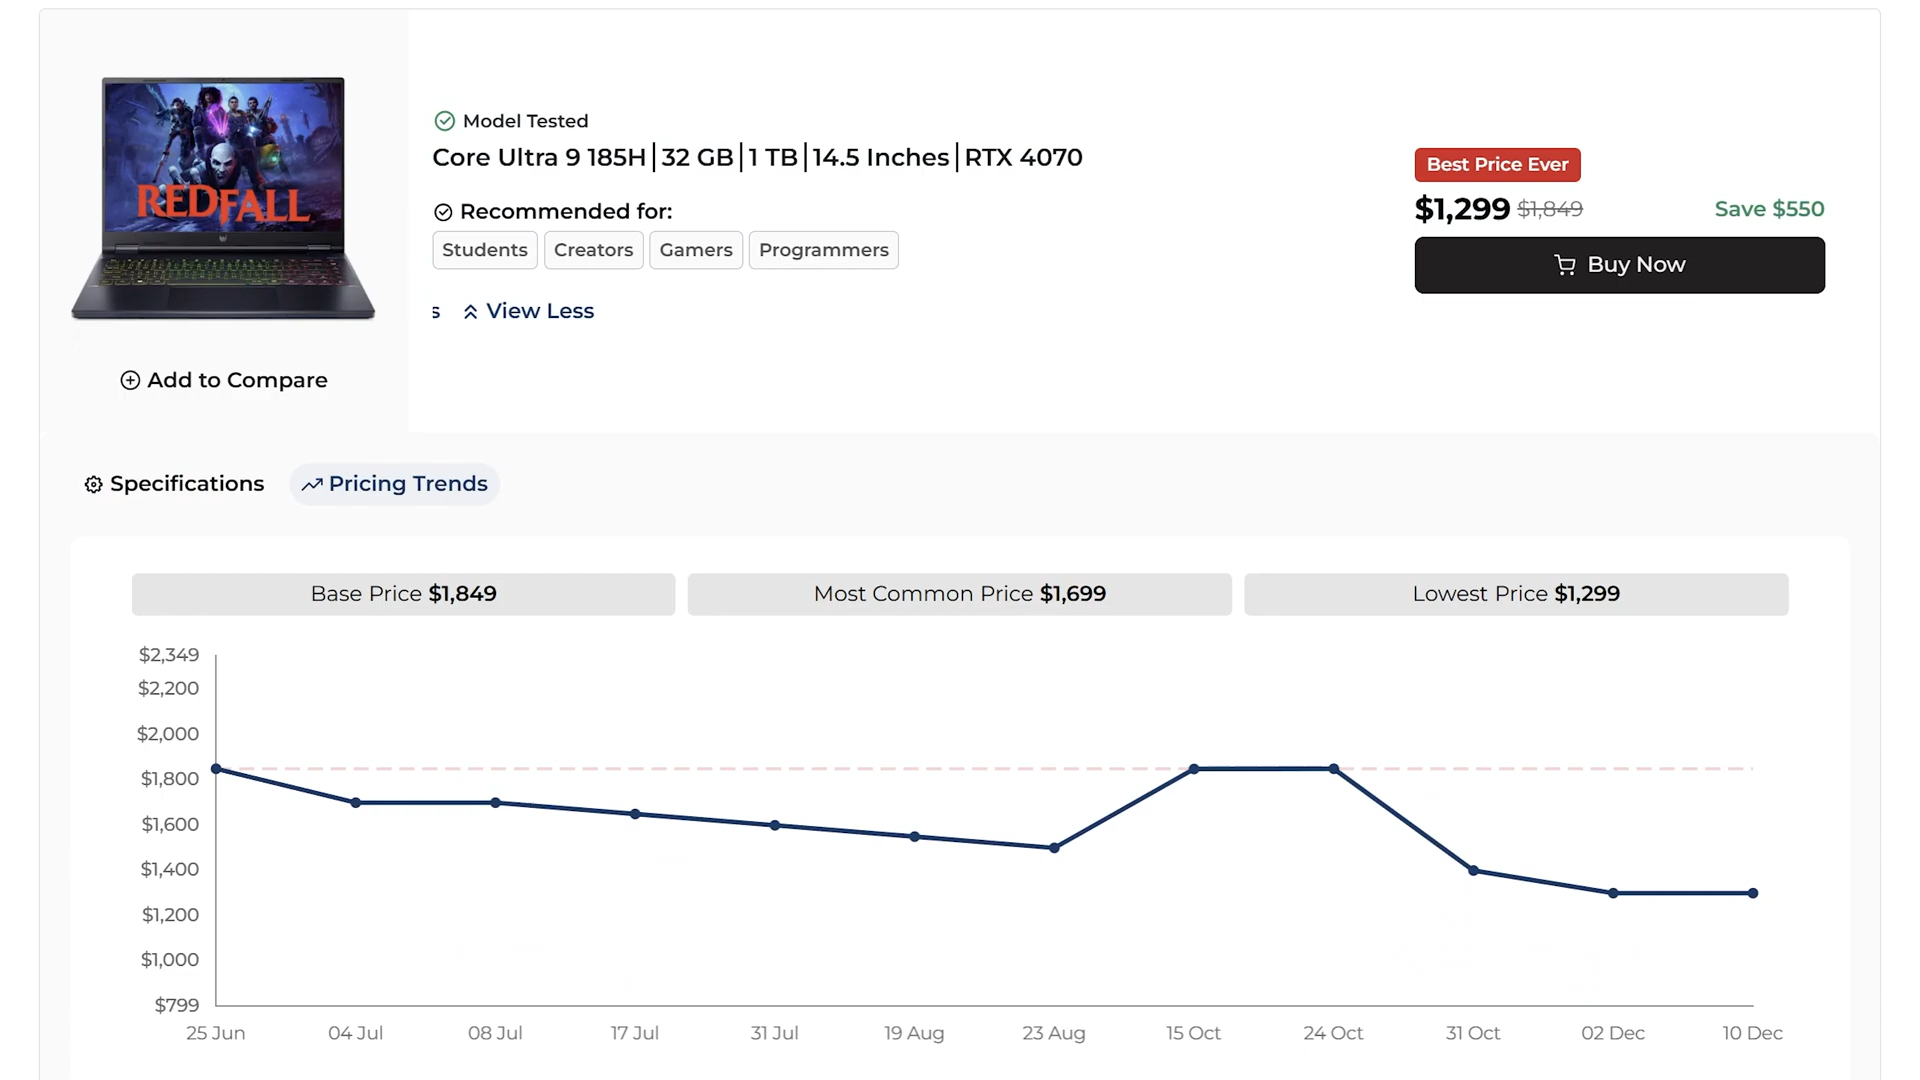 REDFALL
Add to Compare
Model Tested
Core Ultra 9 185H | 32 GB | 1 TB | 14.5 Inches | RTX 4070
Recommended for:
Students Creators Gamers Programmers
s View Less
Best Price Ever
$1,299 $1,849 Save $550
Buy Now
Specifications Pricing Trends
Base Price $1,849 Most Common Price $1,699 Lowest Price $1,299
$2,349
$2,200
$2,000
$1,800
$1,600
$1,400
$1,200
$1,000
$799
25 Jun 04 Jul 08 Jul 17 Jul 31 Jul 19 Aug 23 Aug 15 Oct 24 Oct 31 Oct 02 Dec 10 Dec